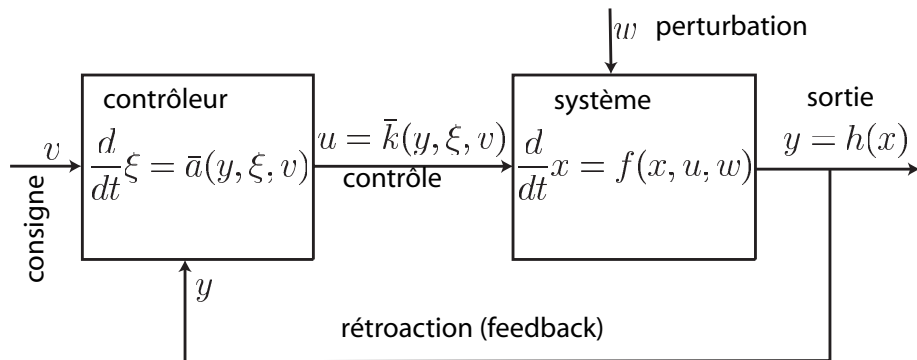 w perturbation
contrôleur
système
sortie
v
d/dt ξ = ā(y, ξ, v)
u = k̄(y, ξ, v)
contrôle
d/dt x = f(x, u, w)
y = h(x)
consigne
y
rétroaction (feedback)